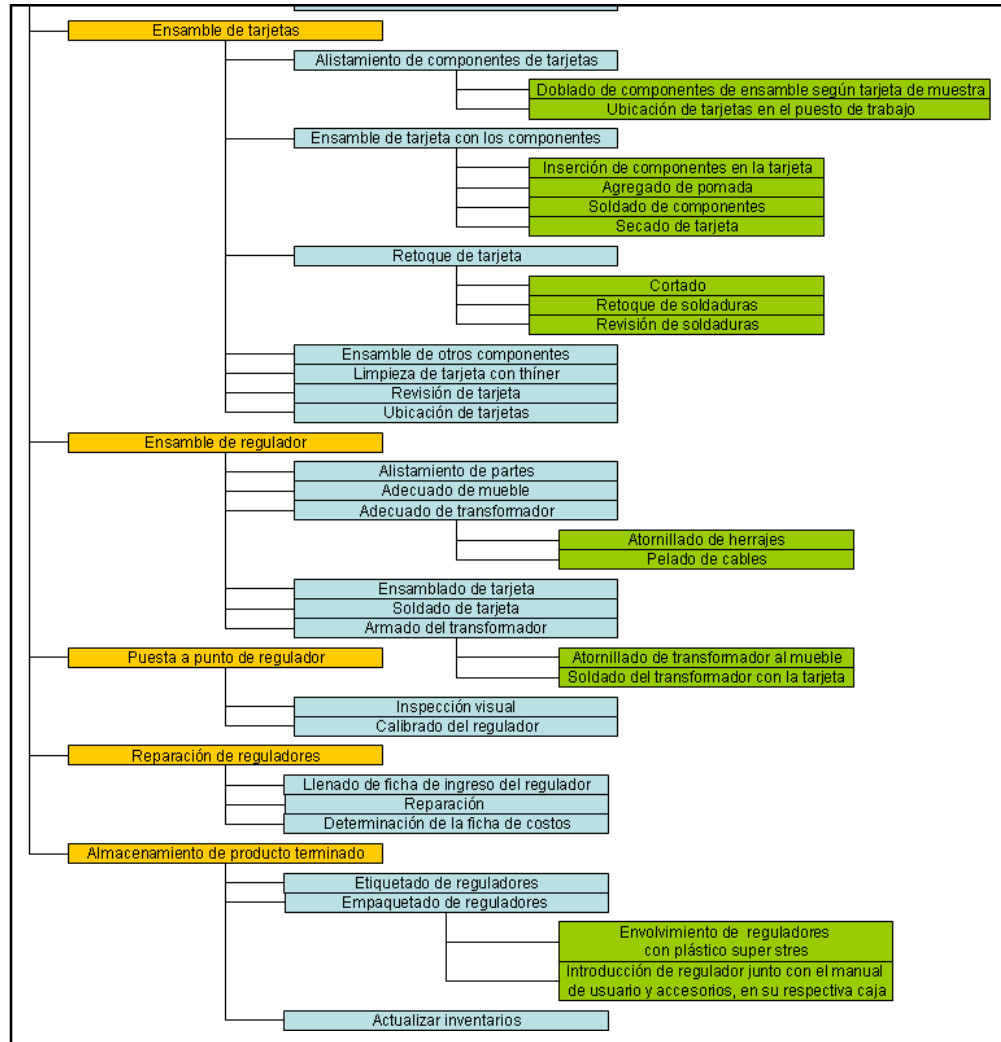 Ensamble de tarjetas
Alistamiento de componentes de tarjetas
Doblado de componentes de ensamble según tarjeta de muestra
Ubicación de tarjetas en el puesto de trabajo
Ensamble de tarjeta con los componentes
Inserción de componentes en la tarjeta
Agregado de pomada
Soldado de componentes
Secado de tarjeta
Retoque de tarjeta
Cortado
Retoque de soldaduras
Revisión de soldaduras
Ensamble de otros componentes
Limpieza de tarjeta con thíner
Revisión de tarjeta
Ubicación de tarjetas
Ensamble de regulador
Alistamiento de partes
Adecuado de mueble
Adecuado de transformador
Atornillado de herrajes
Pelado de cables
Ensamblado de tarjeta
Soldado de tarjeta
Armado del transformador
Atornillado de transformador al mueble
Soldado del transformador con la tarjeta
Puesta a punto de regulador
Inspección visual
Calibrado del regulador
Reparación de reguladores
Llenado de ficha de ingreso del regulador
Reparación
Determinación de la ficha de costos
Almacenamiento de producto terminado
Etiquetado de reguladores
Empaquetado de reguladores
Envolvimiento de reguladores
con plástico super stres
Introducción de regulador junto con el manual
de usuario y accesorios, en su respectiva caja
Actualizar inventarios